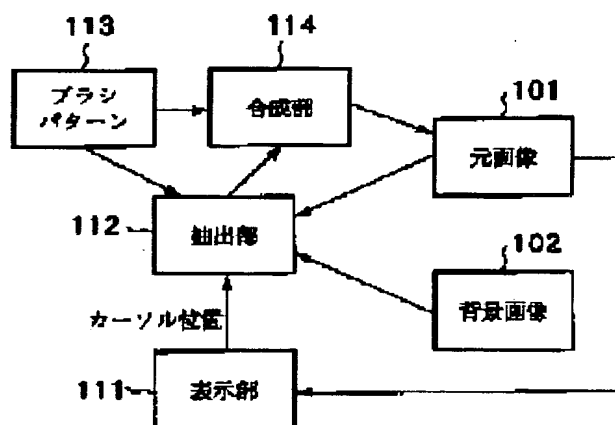 113
114
101
ブラシ
パターン
合成部
元画像
112
抽出部
102
カーソル位置
背景画像
111
表示部